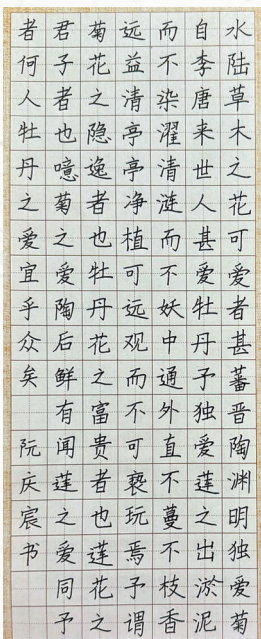 水陆草木之花可爱者甚蕃晋陶渊明独爱菊
自李唐来世人甚爱牡丹予独爱莲之出淤泥
而不染濯清涟而不妖中通外直不蔓不枝香
远益清亭亭净植可远观而不可亵玩焉予谓
菊花之隐逸者也牡丹花之富贵者也莲花之
君子者也噫菊之爱陶后鲜有闻莲之爱同予
者何人牡丹之爱宜乎众矣 阮庆宸书